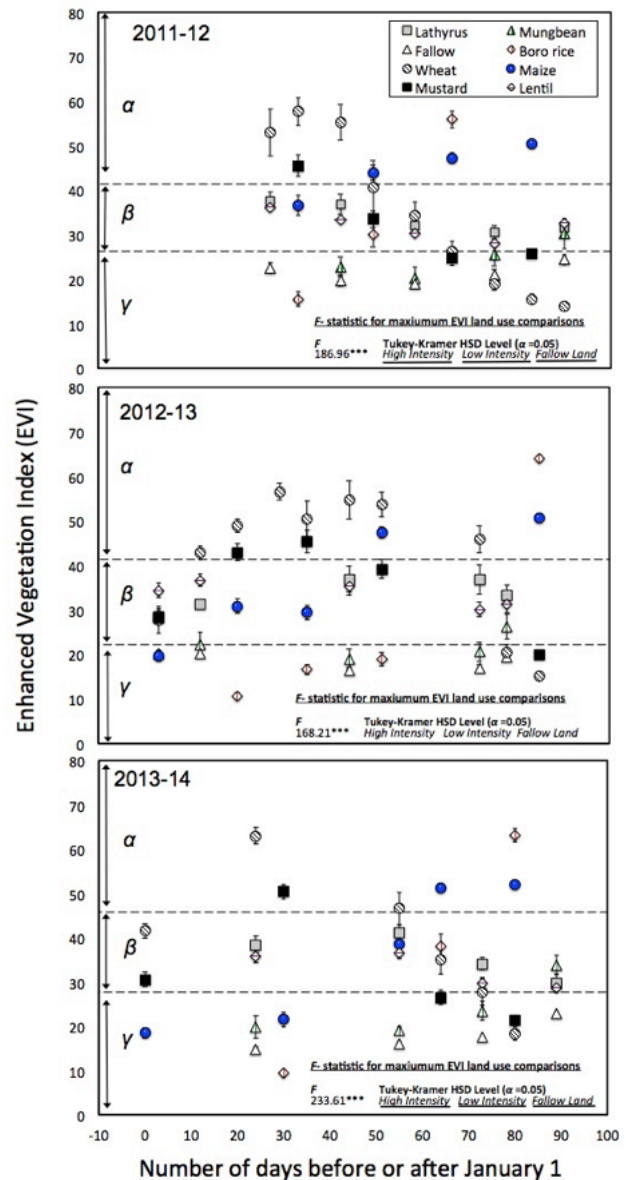 Enhanced Vegetation Index (EVI)
2011-12
Lathyrus
Fallow
Wheat
Mustard
Mungbean
Boro rice
Maize
Lentil
80
70
60
50
40
30
20
10
0
α
β
γ
F- statistic for maxiumum EVI land use comparisons
F Tukey-Kramer HSD Level (α =0.05)
186.96*** High Intensity Low Intensity Fallow Land
2012-13
80
70
60
50
40
30
20
10
0
α
β
γ
F- statistic for maxiumum EVI land use comparisons
F Tukey-Kramer HSD Level (α =0.05)
168.21*** High Intensity Low Intensity Fallow Land
2013-14
80
70
60
50
40
30
20
10
0
α
β
γ
F- statistic for maxiumum EVI land use comparisons
F Tukey-Kramer HSD Level (α =0.05)
233.61*** High Intensity Low Intensity Fallow Land
-10 0 10 20 30 40 50 60 70 80 90 100
Number of days before or after January 1